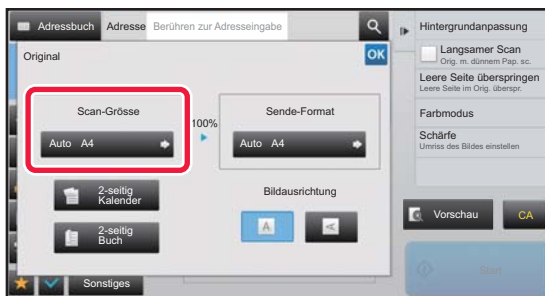 Adressbuch
Adresse
Berühren zur Adresseingabe
Original
OK
Scan-Grösse
Auto A4
100%
Sende-Format
Auto A4
2-seitig
Kalender
2-seitig
Buch
Bildausrichtung
A
A
Sonstiges
Hintergrundanpassung
Langsamer Scan
Orig. m. dünnem Pap. sc.
Leere Seite überspringen
Leere Seite im Orig. überspr.
Farbmodus
Schärfe
Umriss des Bildes einstellen
Vorschau
CA
Start